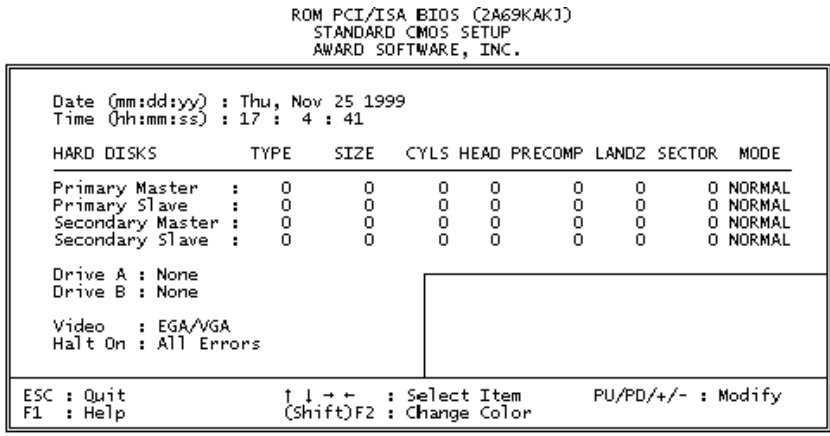 ROM PCI/ISA BIOS (2A69KAKJ)
STANDARD CMOS SETUP
AWARD SOFTWARE, INC.
Date (mm:dd:yy) : Thu, Nov 25 1999
Time (hh:mm:ss) : 17 : 4 : 41
HARD DISKS TYPE SIZE CYLS HEAD PRECOMP LANDZ SECTOR MODE
Primary Master : 0 0 0 0 0 0 0 NORMAL
Primary Slave : 0 0 0 0 0 0 0 NORMAL
Secondary Master : 0 0 0 0 0 0 0 NORMAL
Secondary Slave : 0 0 0 0 0 0 0 NORMAL
Drive A : None
Drive B : None
Video : EGA/VGA
Halt On : All Errors
ESC : Quit ↑ ↓ → ← : Select Item PU/PD/+/- : Modify
F1 : Help (Shift)F2 : Change Color